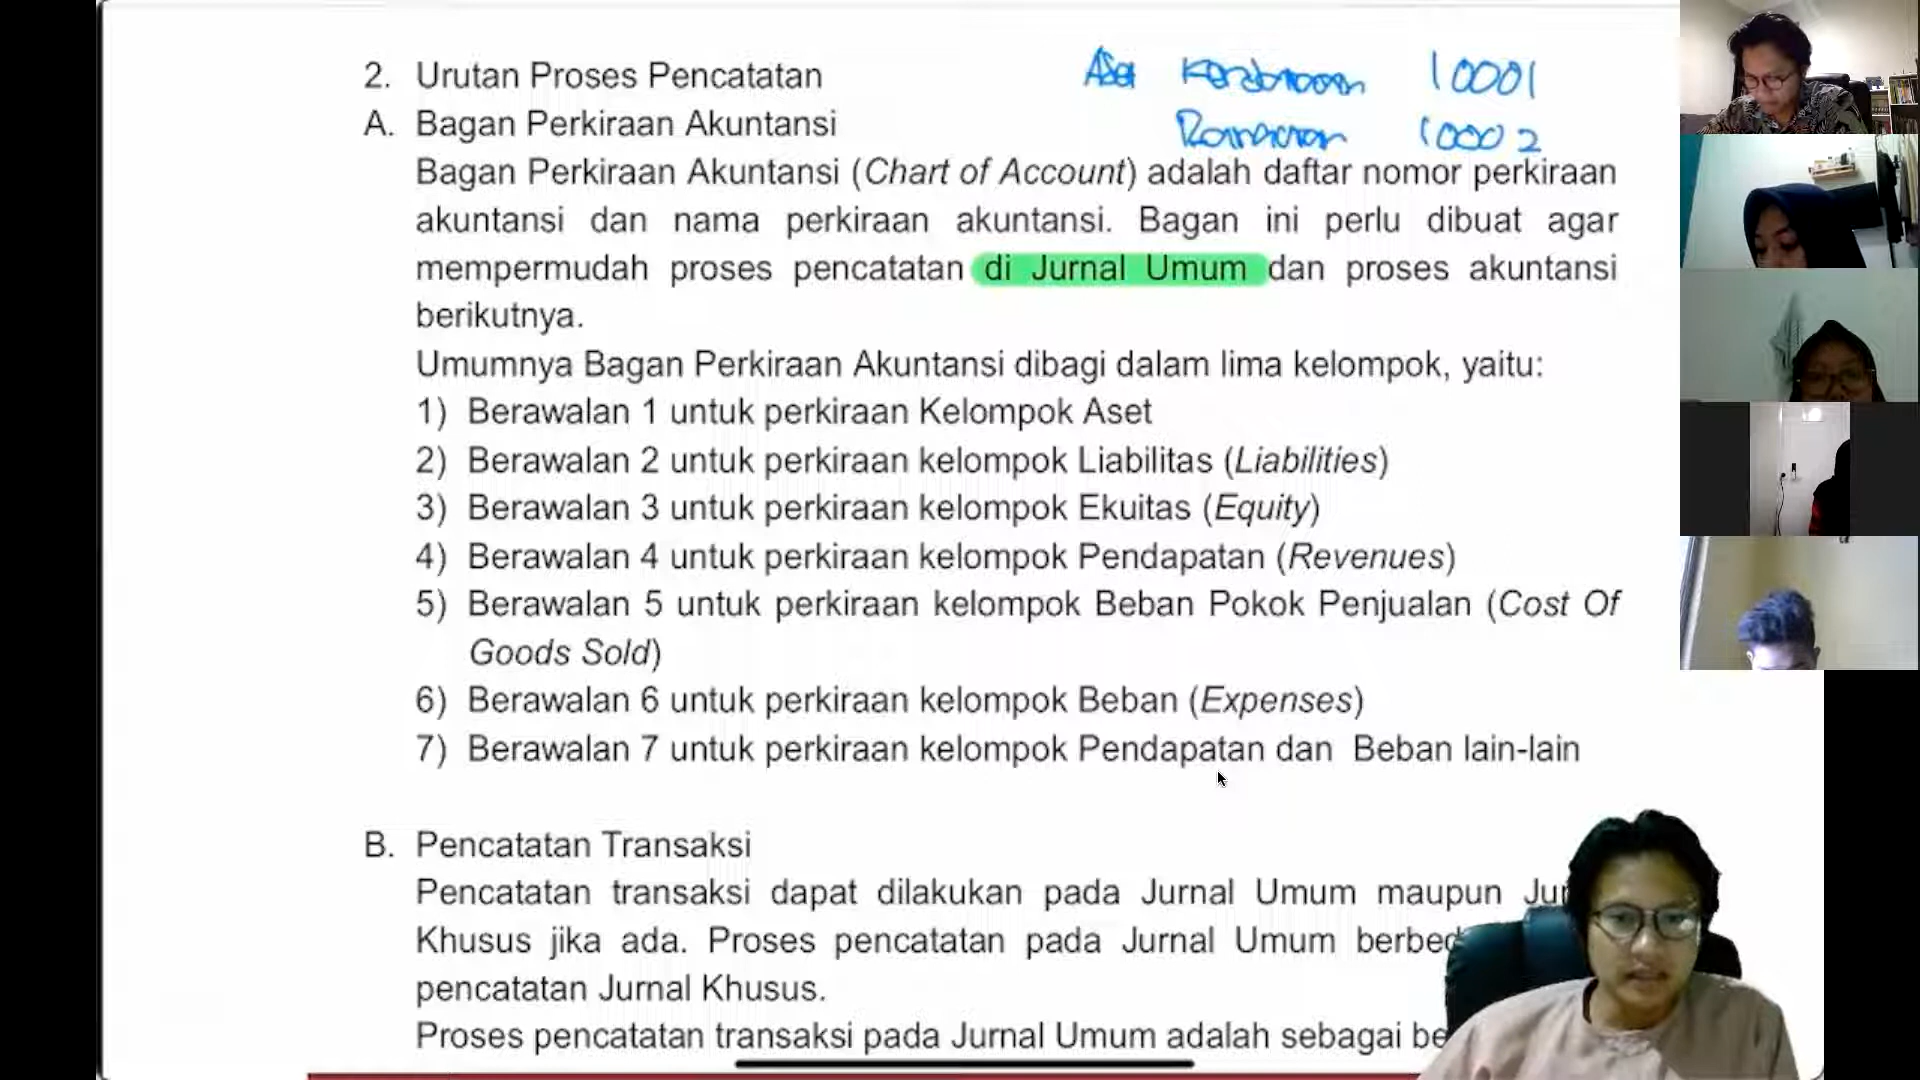 2. Urutan Proses Pencatatan
Aset Kendaraan 10001
A. Bagan Perkiraan Akuntansi
10002
Bagan Perkiraan Akuntansi (Chart of Account) adalah daftar nomor perkiraan
akuntansi dan nama perkiraan akuntansi. Bagan ini perlu dibuat agar
mempermudah proses pencatatan di Jurnal Umum dan proses akuntansi
berikutnya.
Umumnya Bagan Perkiraan Akuntansi dibagi dalam lima kelompok, yaitu:
1) Berawalan 1 untuk perkiraan Kelompok Aset
2) Berawalan 2 untuk perkiraan kelompok Liabilitas (Liabilities)
3) Berawalan 3 untuk perkiraan kelompok Ekuitas (Equity)
4) Berawalan 4 untuk perkiraan kelompok Pendapatan (Revenues)
5) Berawalan 5 untuk perkiraan kelompok Beban Pokok Penjualan (Cost Of
Goods Sold)
6) Berawalan 6 untuk perkiraan kelompok Beban (Expenses)
7) Berawalan 7 untuk perkiraan kelompok Pendapatan dan Beban lain-lain
B. Pencatatan Transaksi
Pencatatan transaksi dapat dilakukan pada Jurnal Umum maupun Ju
Khusus jika ada. Proses pencatatan pada Jurnal Umum berbed
pencatatan Jurnal Khusus.
Proses pencatatan transaksi pada Jurnal Umum adalah sebagai be